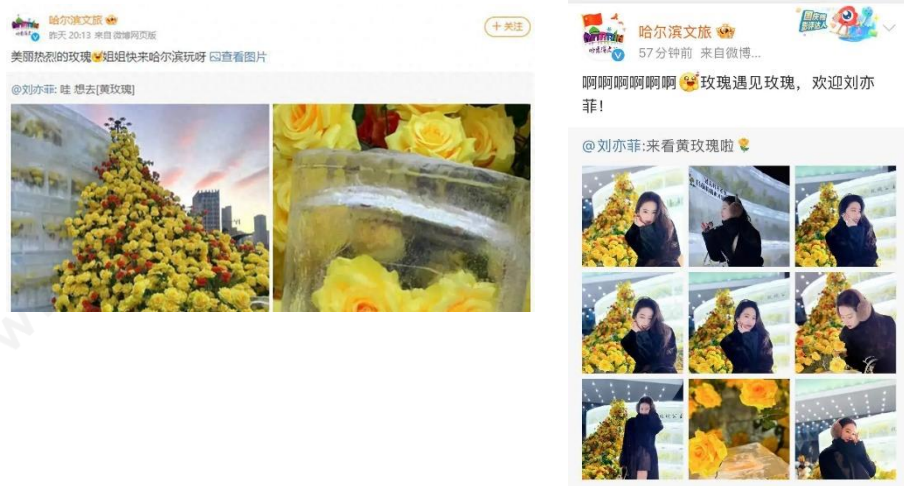 哈尔滨文旅
昨天 20:13 来自 微博网页版
+关注
美丽热烈的玫瑰姐姐快来哈尔滨玩呀 查看图片
@刘亦菲: 哇 想去[黄玫瑰]
哈尔滨文旅
57分钟前 来自微博...
啊啊啊啊啊啊玫瑰遇见玫瑰，欢迎刘亦
菲！
@刘亦菲:来看黄玫瑰啦